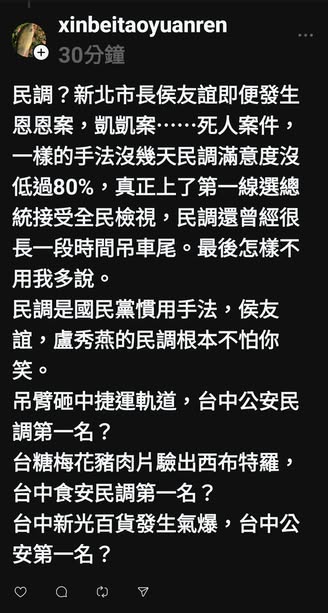 xinbeitaoyuanren
30分鐘
民調？新北市長侯友誼即便發生
恩恩案，凱凱案⋯⋯死人案件，
一樣的手法沒幾天民調滿意度沒
低過80%，真正上了第一線選總
統接受全民檢視，民調還曾經很
長一段時間吊車尾。最後怎樣不
用我多說。
民調是國民黨慣用手法，侯友
誼，盧秀燕的民調根本不怕你
笑。
吊臂砸中捷運軌道，台中公安民
調第一名？
台糖梅花豬肉片驗出西布特羅，
台中食安民調第一名？
台中新光百貨發生氣爆，台中公
安第一名？